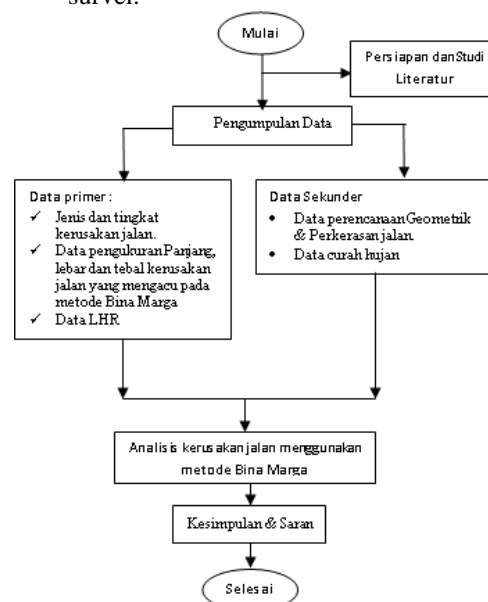 survei.
Mulai
Persiapan dan Studi
Literatur
Pengumpulan Data
Data primer :
✓ Jenis dan tingkat
kerusakan jalan.
✓ Data pengukuran Panjang,
lebar dan tebal kerusakan
jalan yang mengacu pada
metode Bina Marga
✓ Data LHR
Data Sekunder
• Data perencanaan Geometrik
& Perkerasan jalan.
• Data curah hujan
Analisis kerusakan jalan menggunakan
metode Bina Marga
Kesimpulan & Saran
Selesai